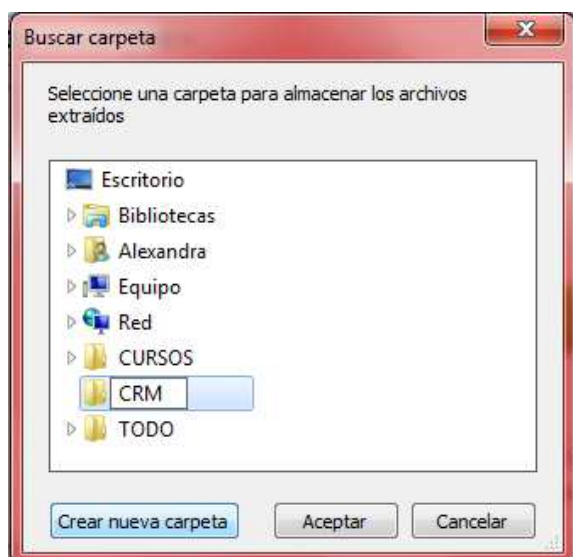 Buscar carpeta
Seleccione una carpeta para almacenar los archivos
extraídos
Escritorio
Bibliotecas
Alexandra
Equipo
Red
CURSOS
CRM
TODO
Crear nueva carpeta Aceptar Cancelar